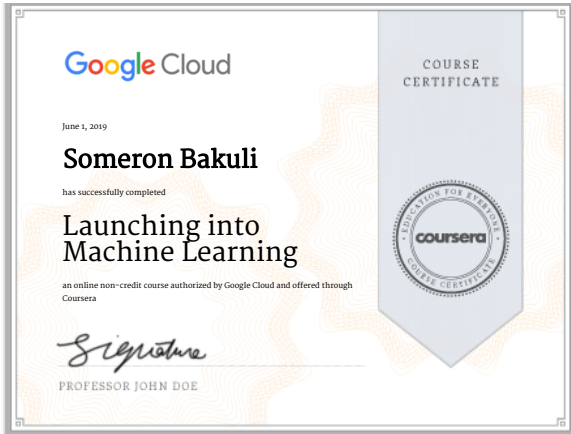 Google Cloud
COURSE
CERTIFICATE
June 1, 2019
Someron Bakuli
has successfully completed
Launching into
Machine Learning
an online non-credit course authorized by Google Cloud and offered through
Coursera
EDUCATION FOR EVERYONE
coursera
COURSE CERTIFICATE
Signature
PROFESSOR JOHN DOE